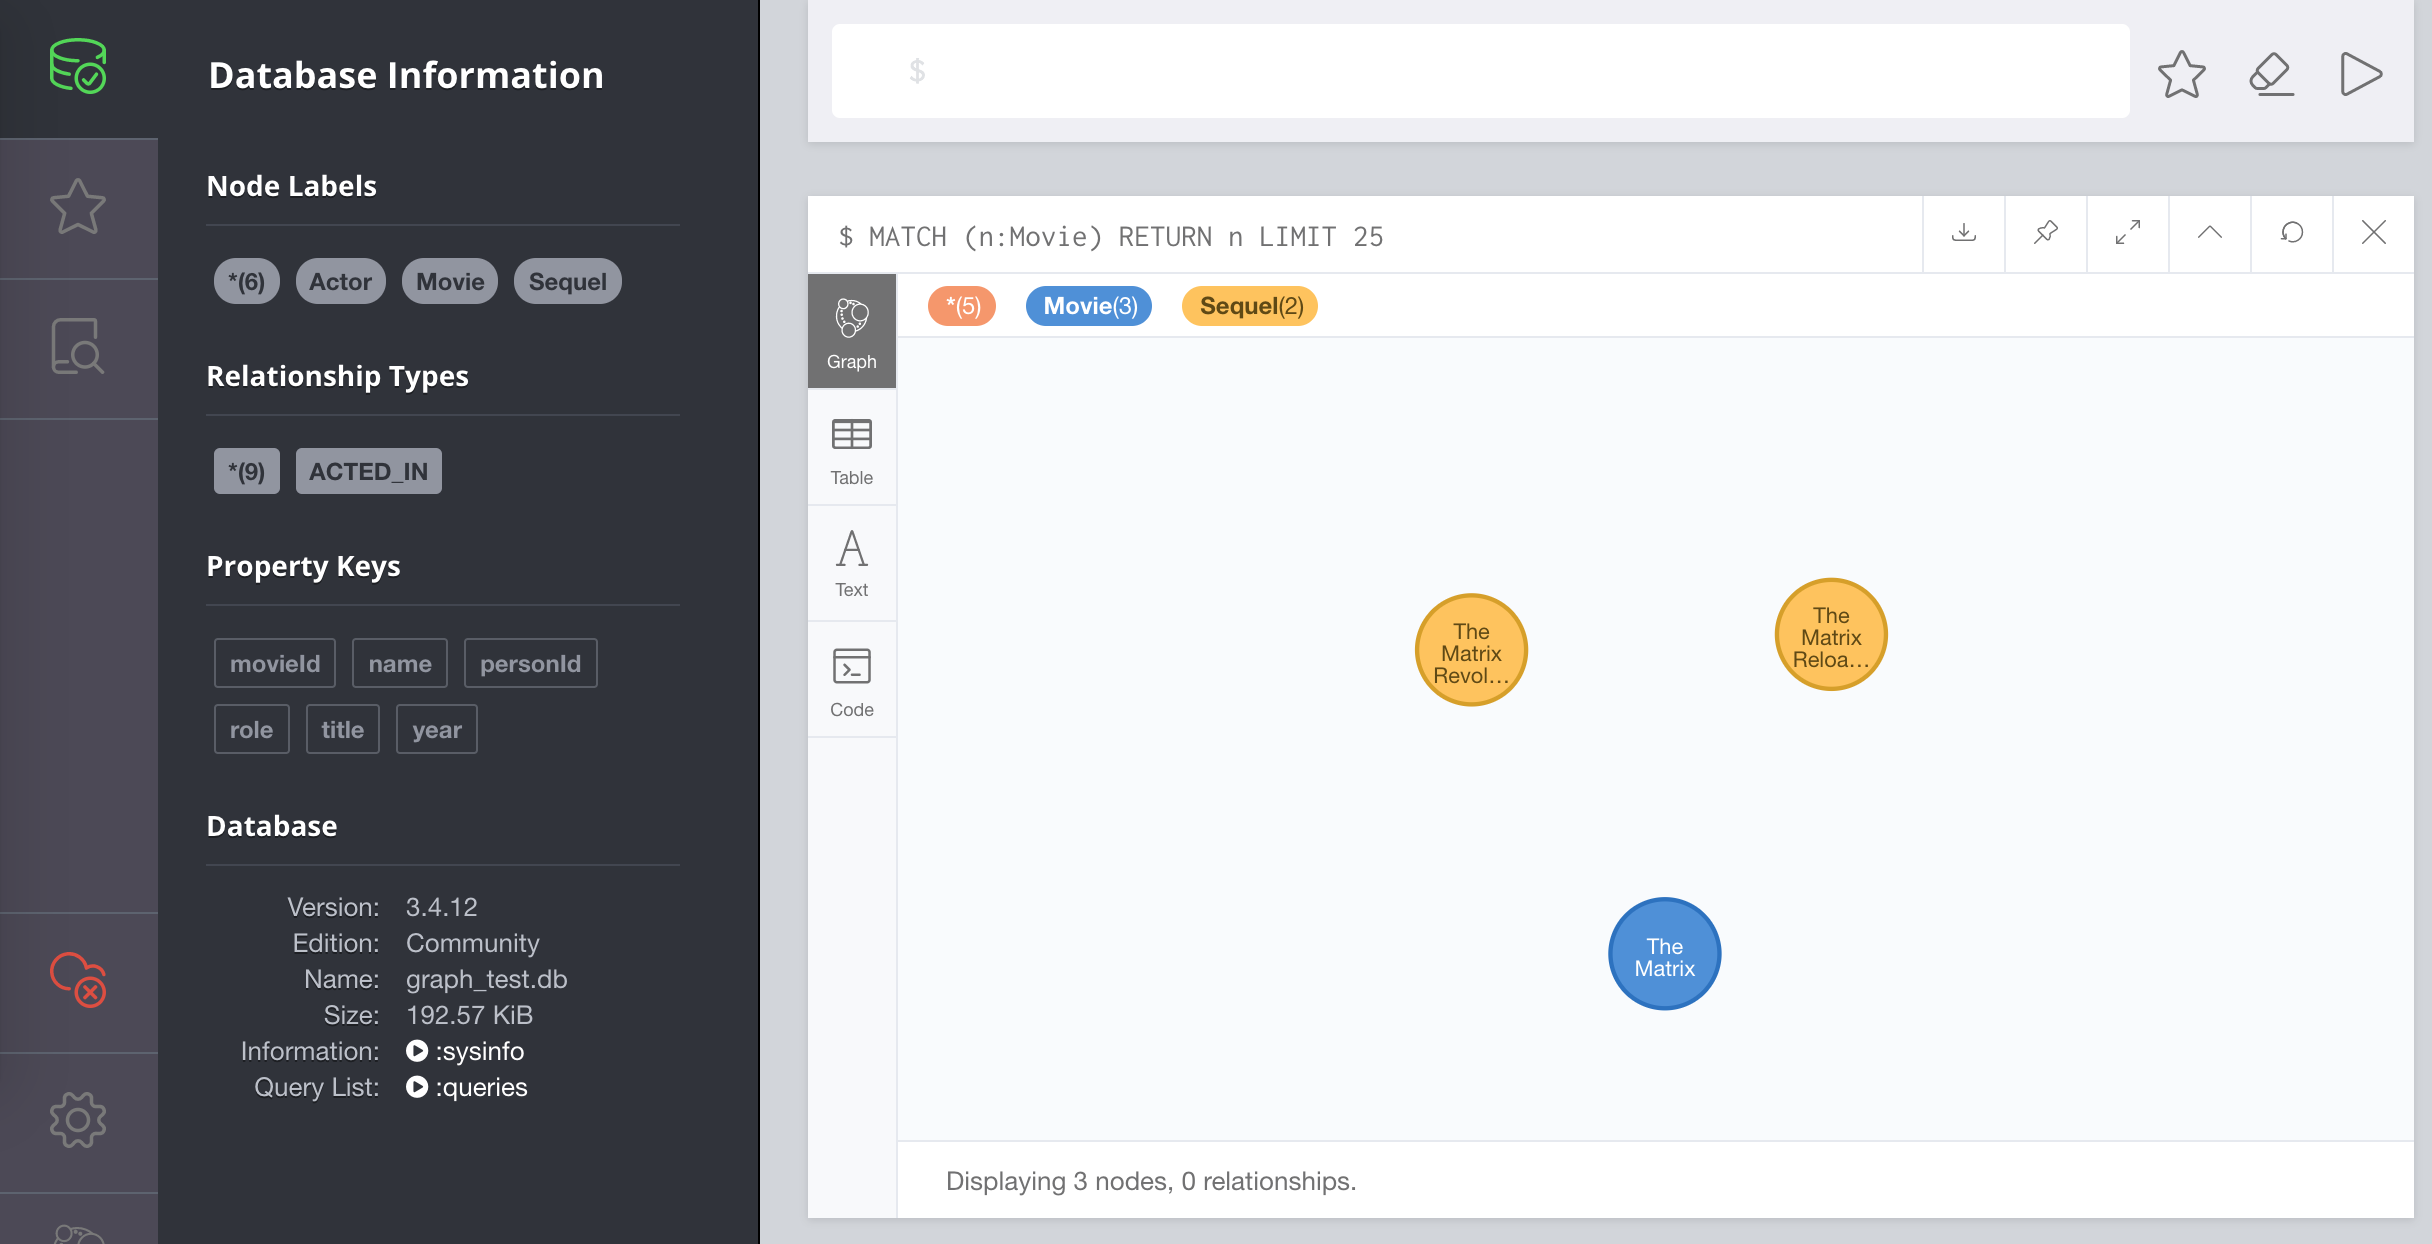 Database Information
Node Labels
*(6) Actor Movie Sequel
Relationship Types
*(9) ACTED_IN
Property Keys
movieId name personId
role title year
Database
Version: 3.4.12
Edition: Community
Name: graph_test.db
Size: 192.57 KiB
Information: :sysinfo
Query List: :queries
$
$ MATCH (n:Movie) RETURN n LIMIT 25
*(5) Movie(3) Sequel(2)
Graph
Table
Text
Code
The
Matrix
Revol...
The
Matrix
Reloa...
The
Matrix
Displaying 3 nodes, 0 relationships.